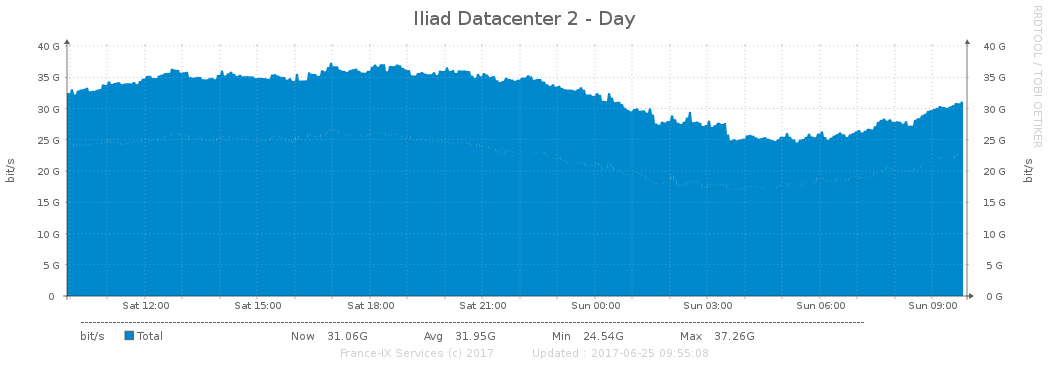 Iliad Datacenter 2 - Day
RRDTOOL / TOBI OETIKER
bit/s
40 G
35 G
30 G
25 G
20 G
15 G
10 G
5 G
0
40 G
35 G
30 G
25 G
20 G
15 G
10 G
5 G
0 G
bit/s
Sat 12:00 Sat 15:00 Sat 18:00 Sat 21:00 Sun 00:00 Sun 03:00 Sun 06:00 Sun 09:00
bit/s Total Now 31.06G Avg 31.95G Min 24.54G Max 37.26G
France-IX Services (c) 2017 Updated : 2017-06-25 09:55:08